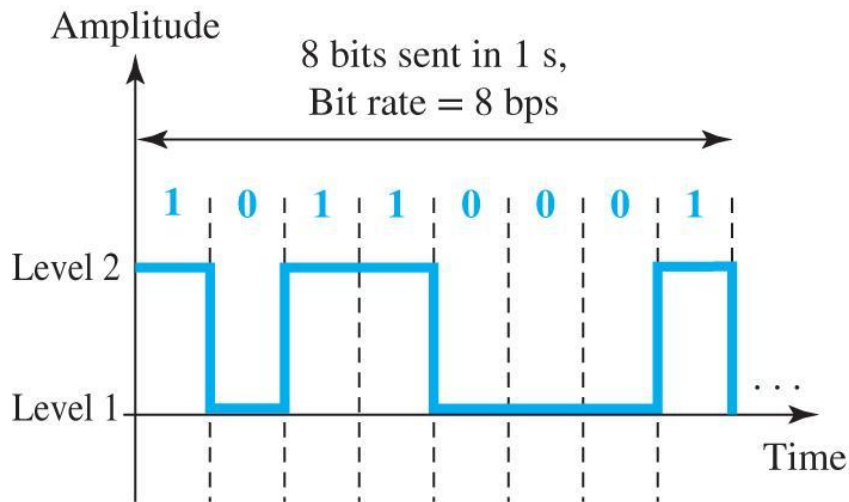 Amplitude
8 bits sent in 1 s,
Bit rate = 8 bps
1 0 1 1 0 0 0 1
Level 2
Level 1
. . .
Time